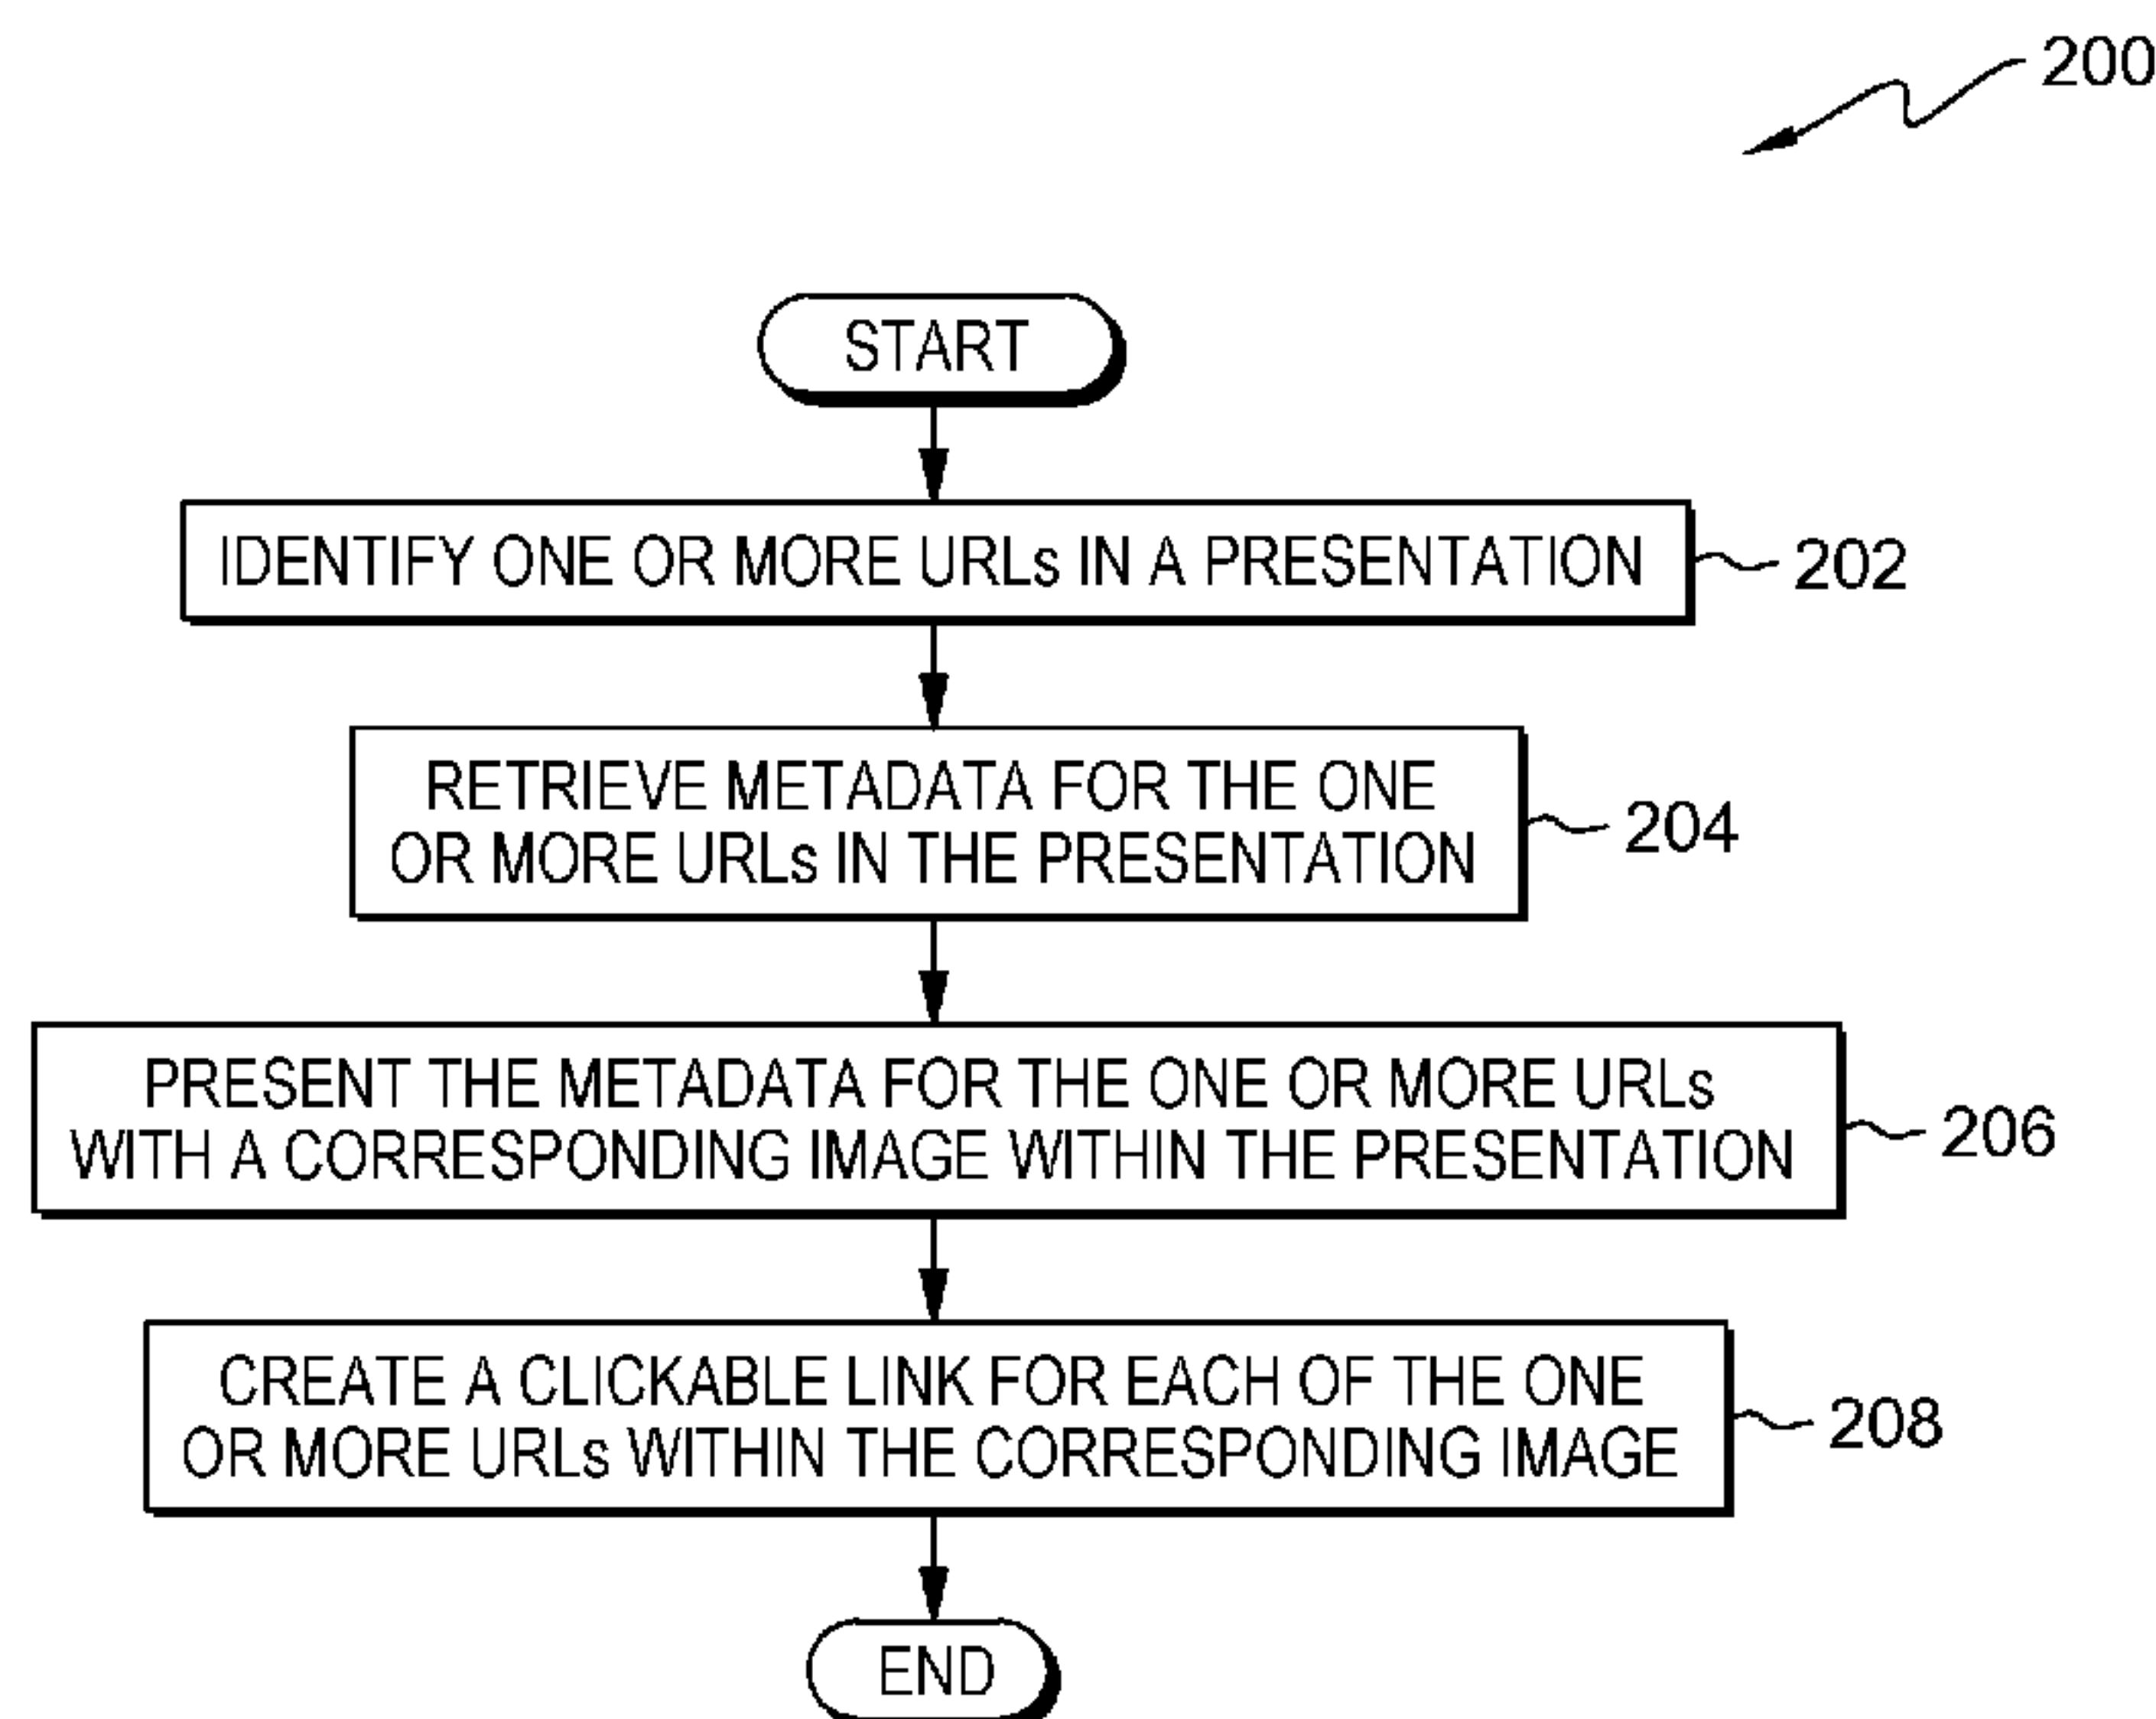 200
START
IDENTIFY ONE OR MORE URLs IN A PRESENTATION
202
RETRIEVE METADATA FOR THE ONE
OR MORE URLs IN THE PRESENTATION
204
PRESENT THE METADATA FOR THE ONE OR MORE URLs
WITH A CORRESPONDING IMAGE WITHIN THE PRESENTATION
206
CREATE A CLICKABLE LINK FOR EACH OF THE ONE
OR MORE URLs WITHIN THE CORRESPONDING IMAGE
208
END